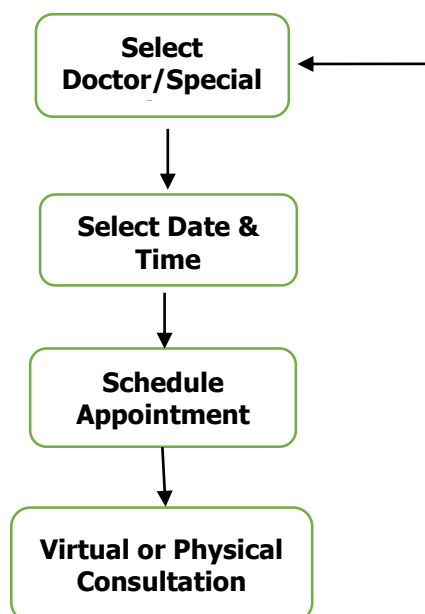 Select
Doctor/Special
Select Date &
Time
Schedule
Appointment
Virtual or Physical
Consultation